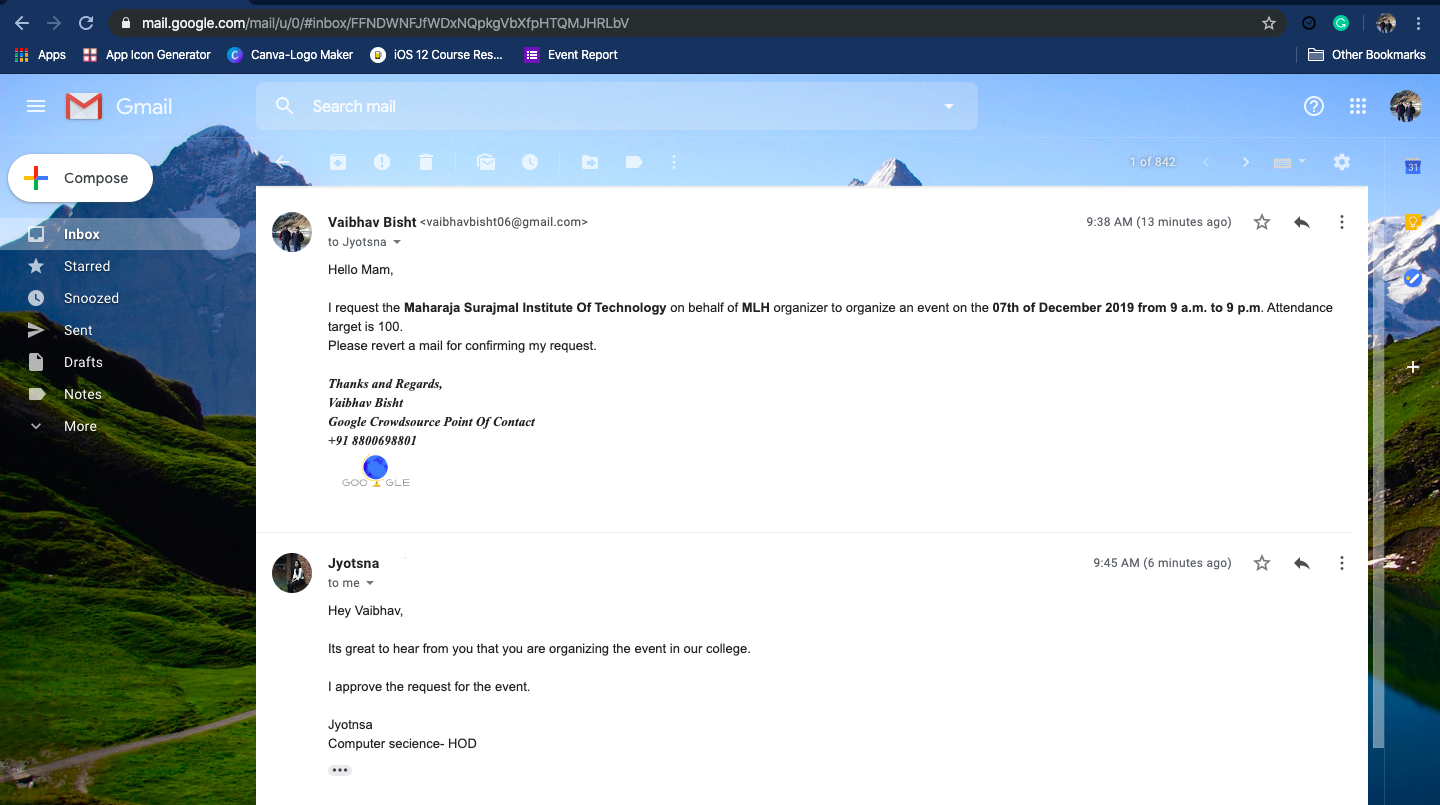 mail.google.com/mail/u/0/#inbox/FFNDWNFJfWDxNQpkgVbXfpHTQMJHRLbV
Apps App Icon Generator Canva-Logo Maker iOS 12 Course Res... Event Report Other Bookmarks
Gmail Search mail
Compose 1 of 842 31
Inbox
Starred
Snoozed
Sent
Drafts
Notes
More
Vaibhav Bisht <vaibhavbisht06@gmail.com> 9:38 AM (13 minutes ago)
to Jyotsna
Hello Mam,
I request the Maharaja Surajmal Institute Of Technology on behalf of MLH organizer to organize an event on the 07th of December 2019 from 9 a.m. to 9 p.m. Attendance
target is 100.
Please revert a mail for confirming my request.
Thanks and Regards,
Vaibhav Bisht
Google Crowdsource Point Of Contact
+91 8800698801
GOO GLE
Jyotsna 9:45 AM (6 minutes ago)
to me
Hey Vaibhav,
Its great to hear from you that you are organizing the event in our college.
I approve the request for the event.
Jyotnsa
Computer secience- HOD